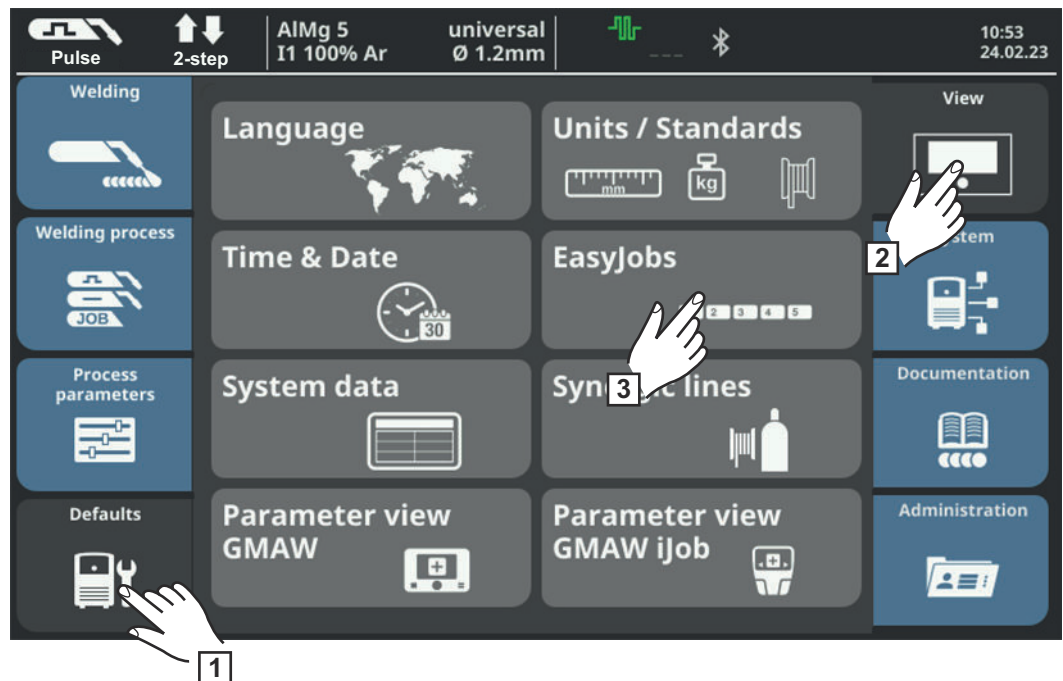 Pulse
2-step
AlMg 5 universal
I1 100% Ar Ø 1.2mm
---
10:53
24.02.23
Welding
Welding process
JOB
Process
parameters
Defaults
Language
Units / Standards
mm
kg
Time & Date
30
EasyJobs
2 3 4 5
System data
lines
Parameter view
GMAW
Parameter view
GMAW iJob
View
Documentation
Administration
1
2
3